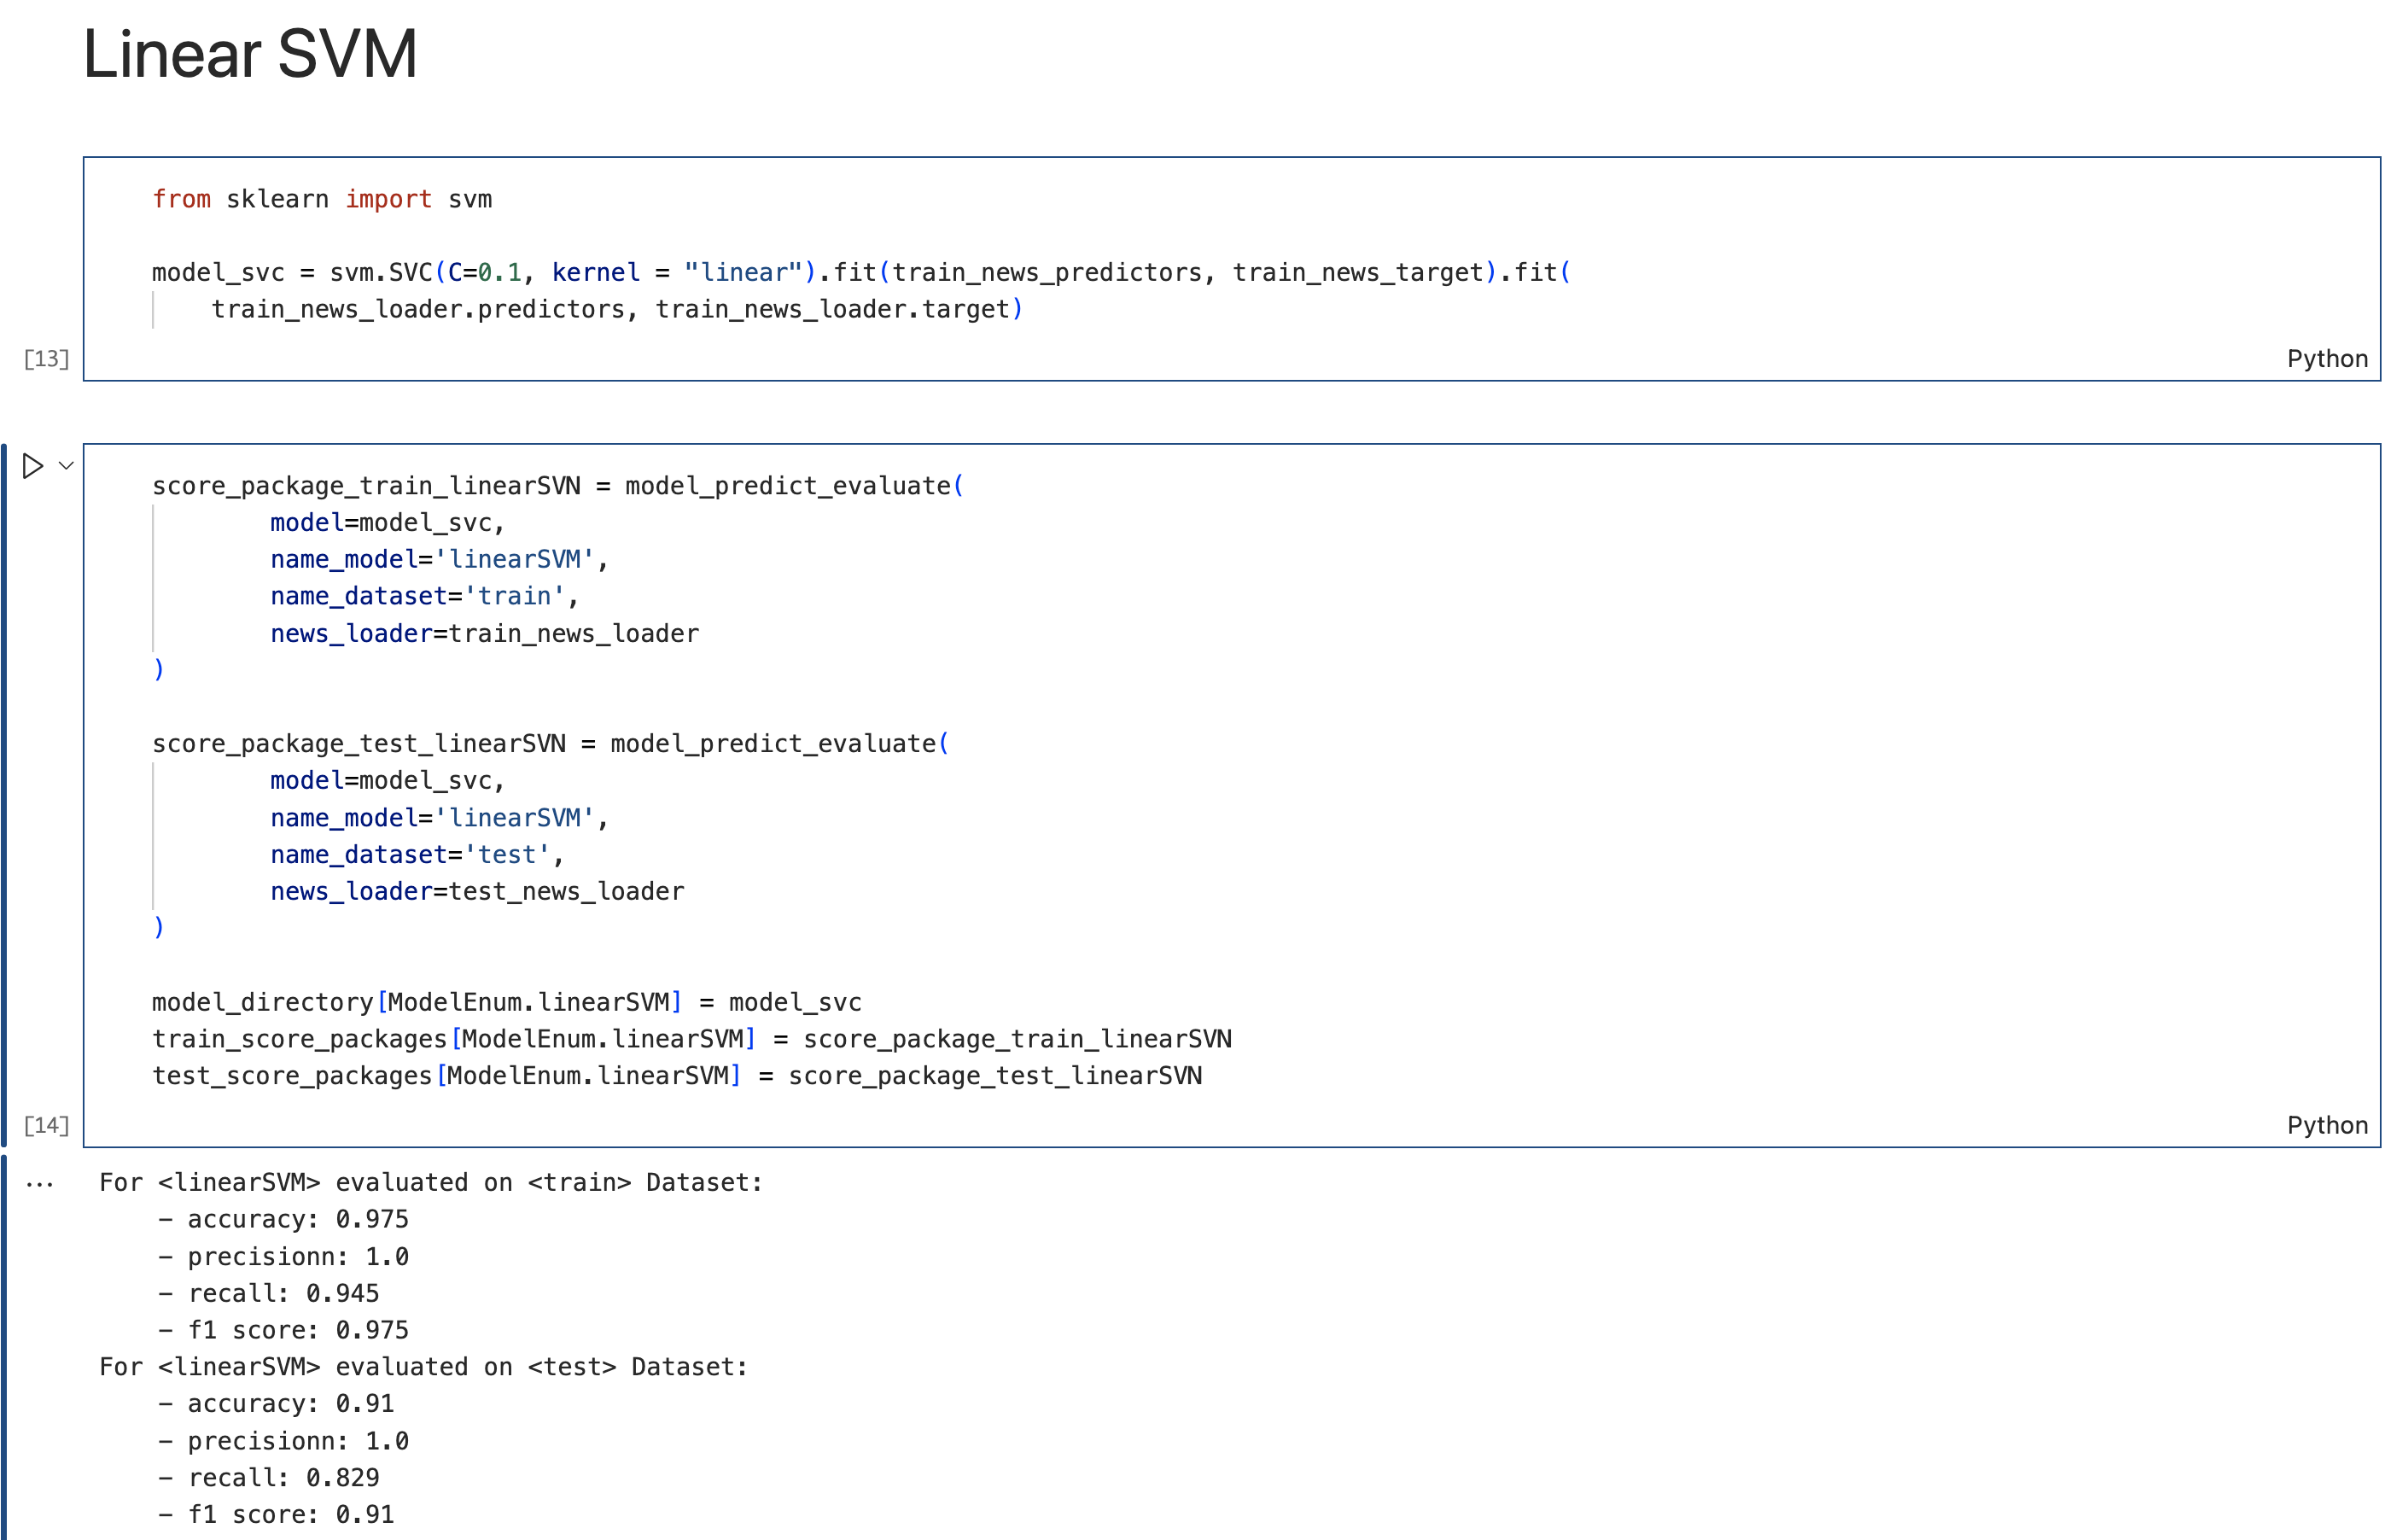 Linear SVM
from sklearn import svm
model_svc = svm.SVC(C=0.1, kernel = "linear").fit(train_news_predictors, train_news_target).fit(
    train_news_loader.predictors, train_news_loader.target)
[13]
Python
score_package_train_linearSVN = model_predict_evaluate(
        model=model_svc,
        name_model='linearSVM',
        name_dataset='train',
        news_loader=train_news_loader
)
score_package_test_linearSVN = model_predict_evaluate(
        model=model_svc,
        name_model='linearSVM',
        name_dataset='test',
        news_loader=test_news_loader
)
model_directory[ModelEnum.linearSVM] = model_svc
train_score_packages[ModelEnum.linearSVM] = score_package_train_linearSVN
test_score_packages[ModelEnum.linearSVM] = score_package_test_linearSVN
[14]
Python
... For <linearSVM> evaluated on <train> Dataset:
    - accuracy: 0.975
    - precisionn: 1.0
    - recall: 0.945
    - f1 score: 0.975
For <linearSVM> evaluated on <test> Dataset:
    - accuracy: 0.91
    - precisionn: 1.0
    - recall: 0.829
    - f1 score: 0.91